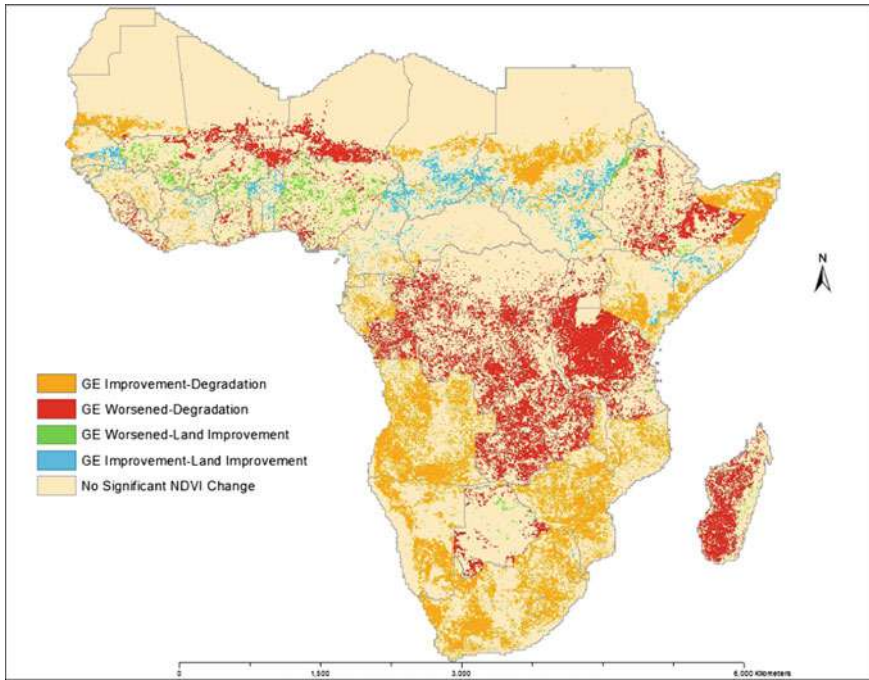 N
GE Improvement-Degradation
GE Worsened-Degradation
GE Worsened-Land Improvement
GE Improvement-Land Improvement
No Significant NDVI Change
0 1,500 3,000 6,000 Kilometers